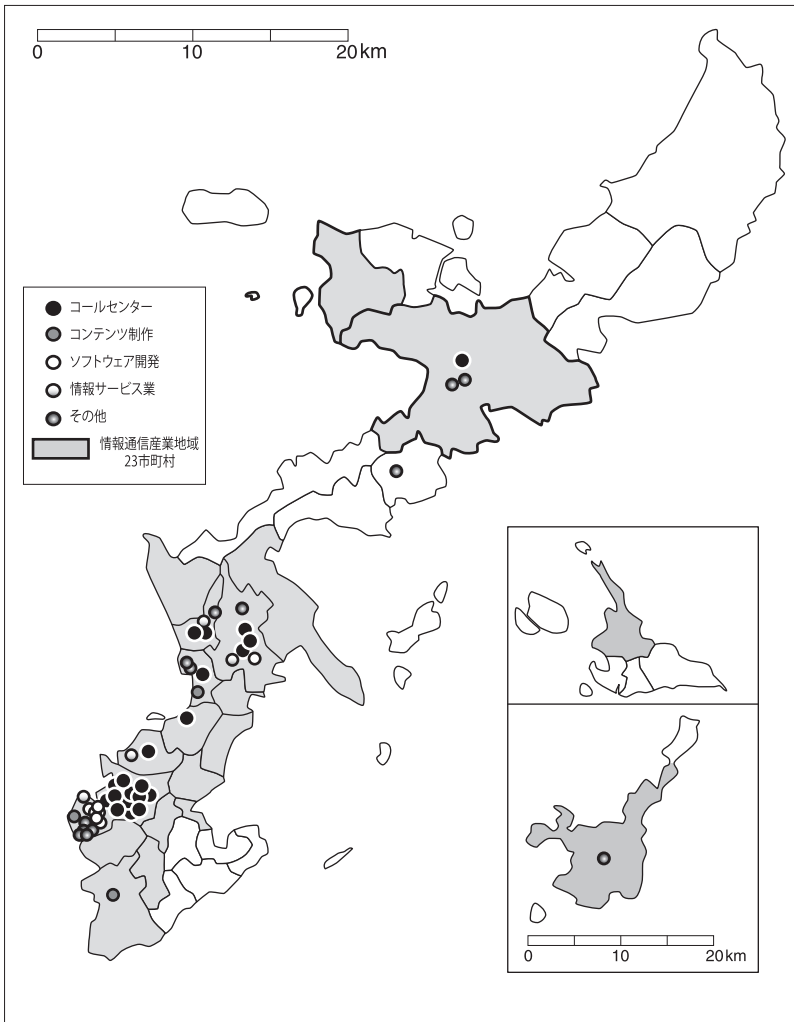 0 10 20km
コールセンター
コンテンツ制作
ソフトウェア開発
情報サービス業
その他
情報通信産業地域
23市町村
0 10 20km